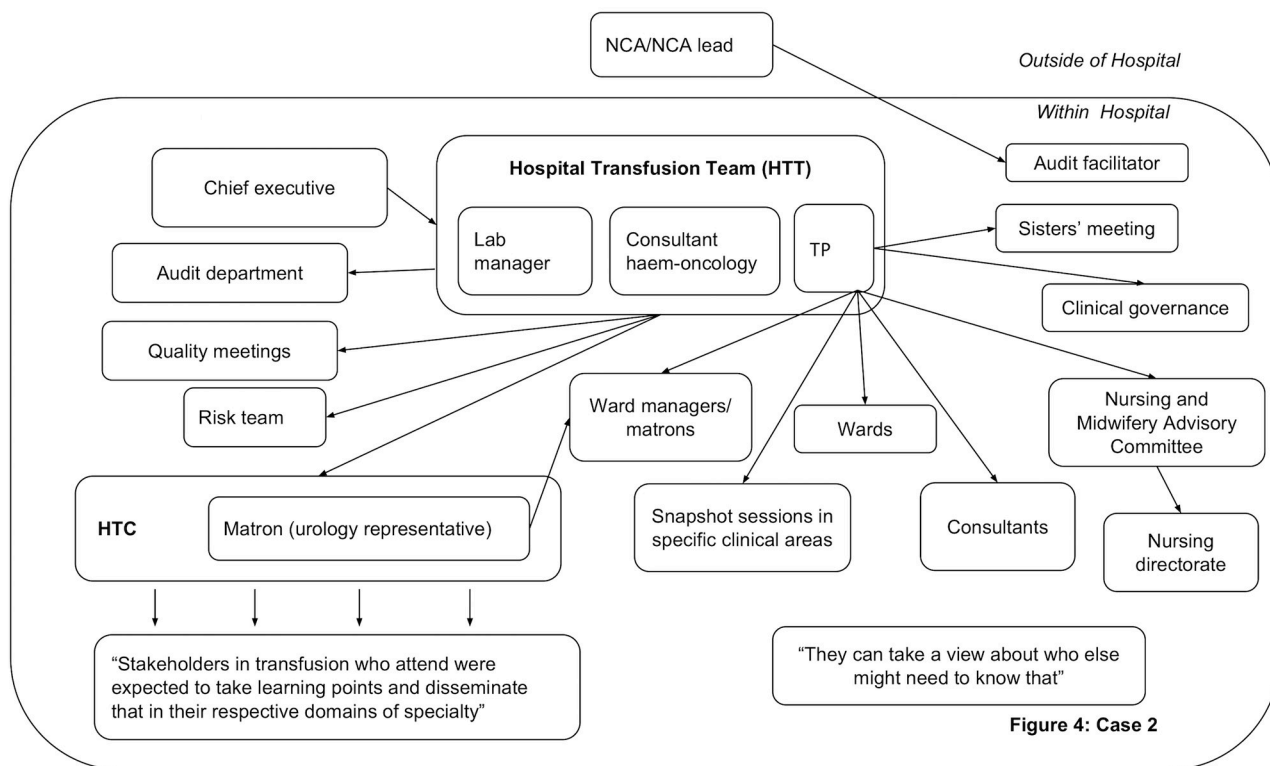 NCA/NCA lead
Outside of Hospital
Within Hospital
Hospital Transfusion Team (HTT)
Audit facilitator
Chief executive
Lab
manager
Consultant
haem-oncology
TP
Sisters’ meeting
Audit department
Clinical governance
Quality meetings
Risk team
Ward managers/
matrons
Wards
Nursing and
Midwifery Advisory
Committee
HTC
Matron (urology representative)
Snapshot sessions in
specific clinical areas
Consultants
Nursing
directorate
“Stakeholders in transfusion who attend were
expected to take learning points and disseminate
that in their respective domains of specialty”
“They can take a view about who else
might need to know that”
Figure 4: Case 2